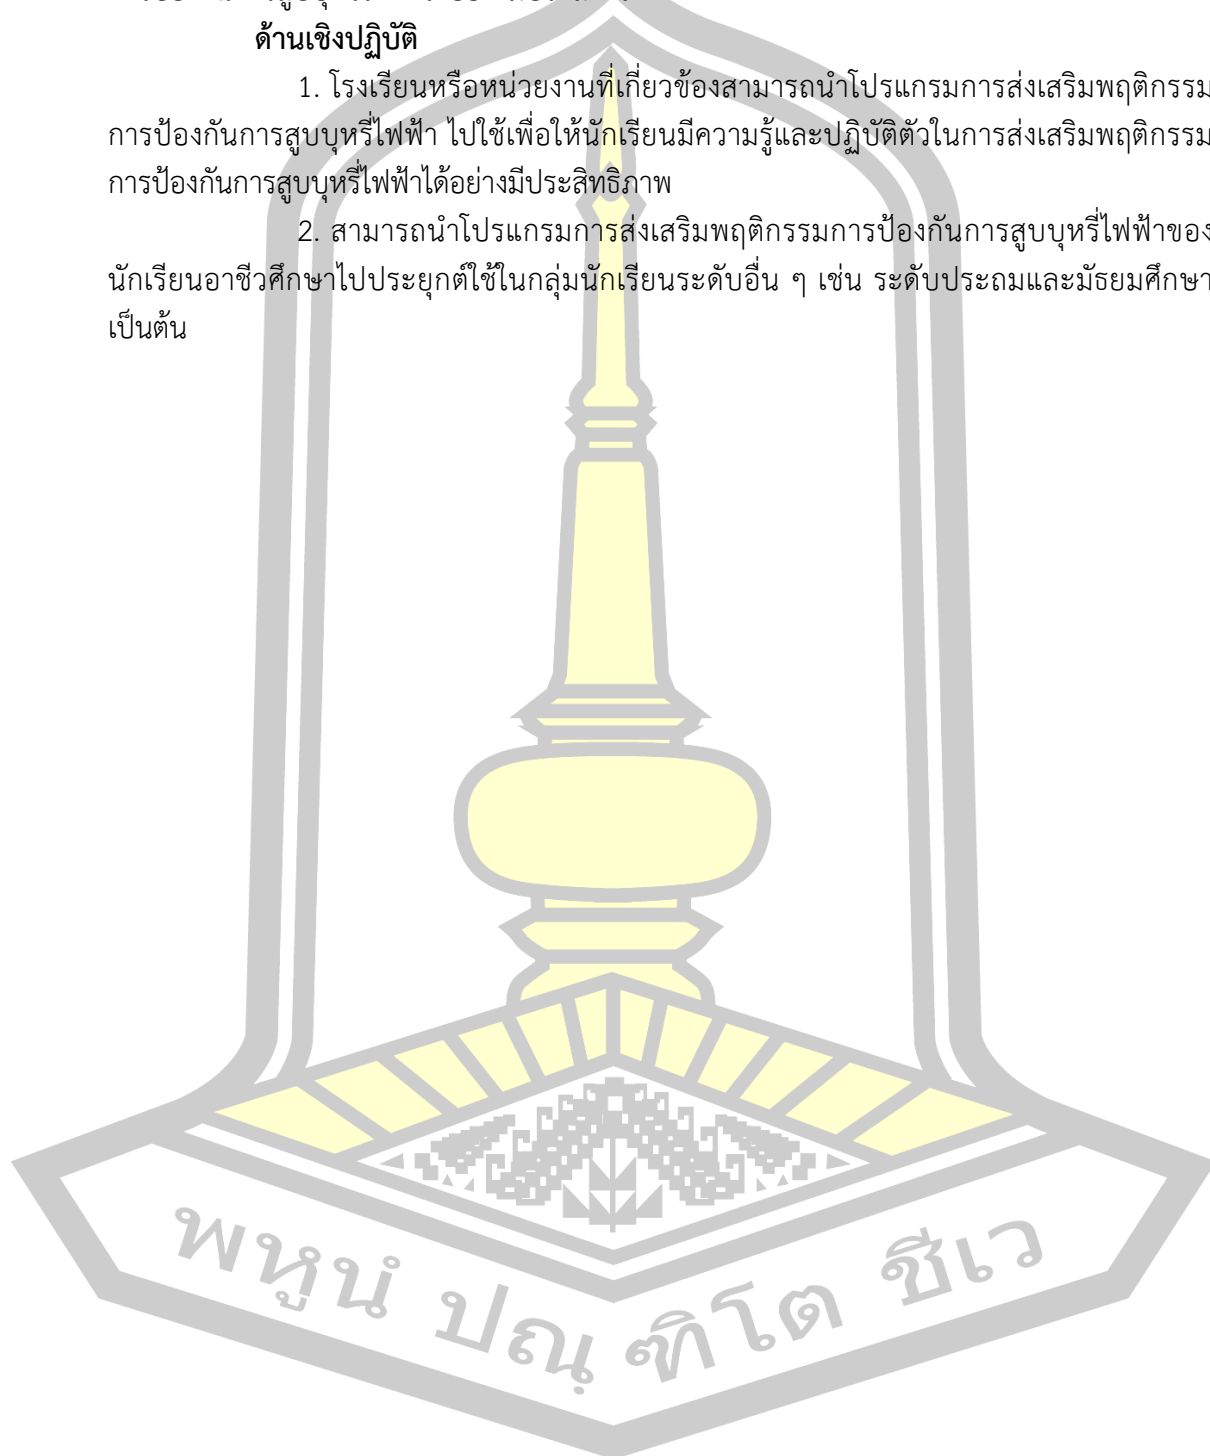 ด้านเชิงปฏิบัติ
1. โรงเรียนหรือหน่วยงานที่เกี่ยวข้องสามารถนำโปรแกรมการส่งเสริมพฤติกรรม
การป้องกันการสูบบุหรี่ไฟฟ้า ไปใช้เพื่อให้นักเรียนมีความรู้และปฏิบัติตัวในการส่งเสริมพฤติกรรม
การป้องกันการสูบบุหรี่ไฟฟ้าได้อย่างมีประสิทธิภาพ
2. สามารถนำโปรแกรมการส่งเสริมพฤติกรรมการป้องกันการสูบบุหรี่ไฟฟ้าของ
นักเรียนอาชีวศึกษาไปประยุกต์ใช้ในกลุ่มนักเรียนระดับอื่น ๆ เช่น ระดับประถมและมัธยมศึกษา
เป็นต้น
พหูนํ ปณฺฑิโต ชีเว